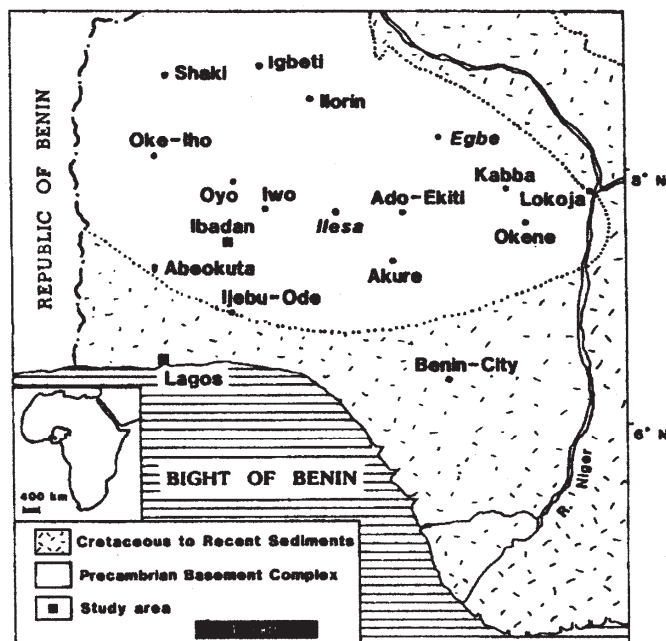 Igbeti
Shaki
Ilorin
REPUBLIC OF BENIN
Oke-Iho
Egbe
Kabba
8° N
Oyo
Iwo
Ilesa
Ado-Ekiti
Lokoja
Ibadan
Okene
Abeokuta
Akure
Ijebu-Ode
Lagos
Benin-City
6° N
BIGHT OF BENIN
R. Niger
400 km
Cretaceous to Recent Sediments
Precambrian Basement Complex
Study area